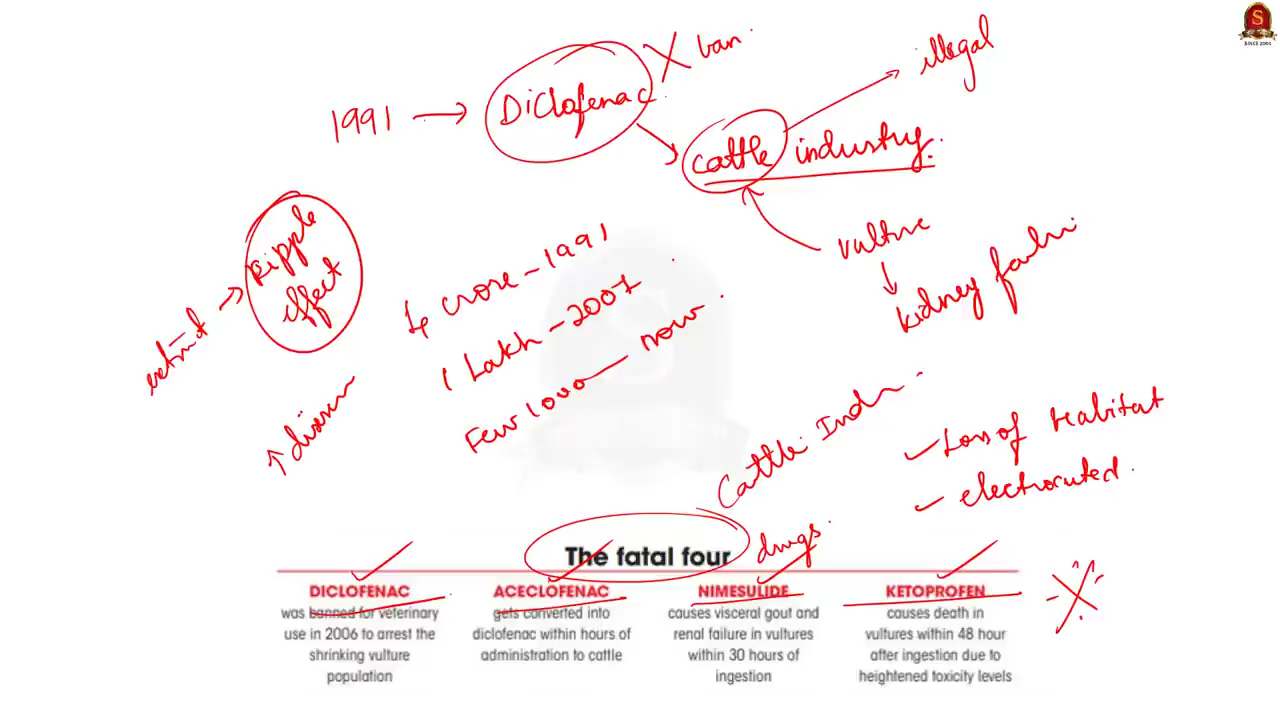 S
SINCE 2004
1991 → Diclofenac X ban.
cattle industry.
illegal
vulture
↓
kidney
Ripple
effect
extinct →
↑
4 crore - 1991
1 Lakh - 2007
Few 1000 — now
Cattle
- Loss of Habitat
- electrocuted.
drugs.
The fatal four
DICLOFENAC
was banned for veterinary
use in 2006 to arrest the
shrinking vulture
population
ACECLOFENAC
gets converted into
diclofenac within hours of
administration to cattle
NIMESULIDE
causes visceral gout and
renal failure in vultures
within 30 hours of
ingestion
KETOPROFEN
causes death in
vultures within 48 hour
after ingestion due to
heightened toxicity levels